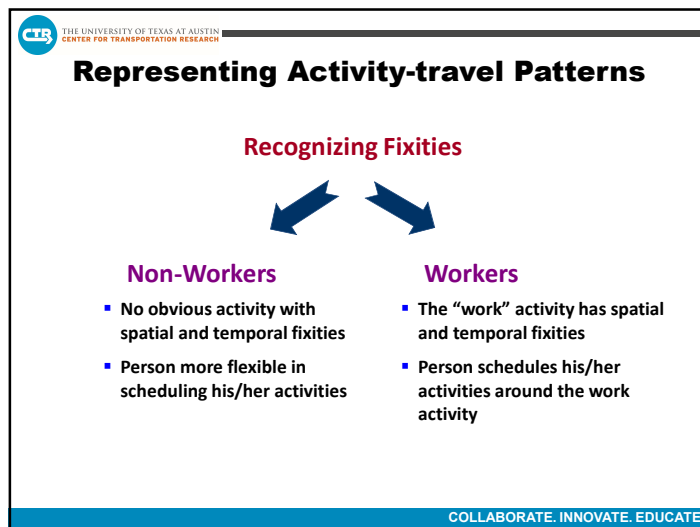 CTR
THE UNIVERSITY OF TEXAS AT AUSTIN
CENTER FOR TRANSPORTATION RESEARCH
Representing Activity-travel Patterns
Recognizing Fixities
Non-Workers
▪ No obvious activity with
spatial and temporal fixities
▪ Person more flexible in
scheduling his/her activities
Workers
▪ The “work” activity has spatial
and temporal fixities
▪ Person schedules his/her
activities around the work
activity
COLLABORATE. INNOVATE. EDUCATE